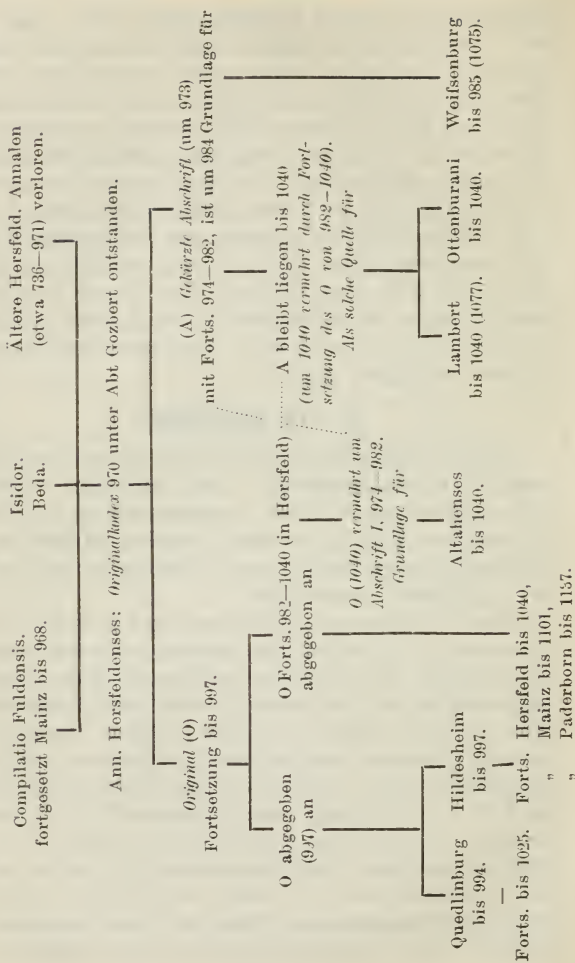 Compilatio Fuldensis.
fortgesetzt Mainz bis 968.
Isidor.
Beda.
Ältere Hersfeld. Annalen
(etwa 736—971) verloren.
Ann. Hersfeldenses: Originalkodex 970 unter Abt Gozbert entstanden.
Original (O)
Fortsetzung bis 997.
(A) Gekürzte Abschrift (um 973)
mit Forts. 974—982, ist um 984 Grundlage für
O abgegeben
(997) an
O Forts. 982—1040 (in Hersfeld)
abgegeben an
A bleibt liegen bis 1040
(um 1040 vermehrt durch Fort-
setzung des O von 982—1040).
Als solche Quelle für
O (1040) vermehrt um
Abschrift I, 974—982.
Grundlage für
Quedlinburg
bis 994.
Forts. bis 1025.
Hildesheim
bis 997.
Forts. Hersfeld bis 1040,
" Mainz bis 1101,
" Paderborn bis 1137.
Altahenses
bis 1040.
Lambert
bis 1040 (1077).
Ottenburani
bis 1040.
Weißenburg
bis 985 (1075).